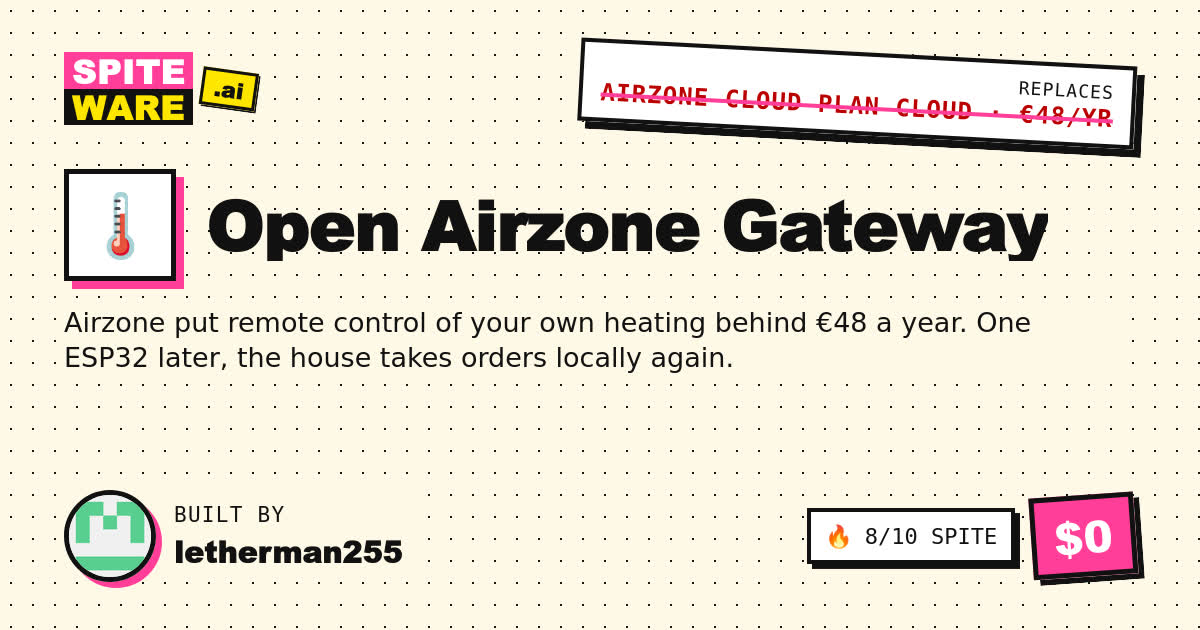 SPITE
WARE
.ai
REPLACES
AIRZONE CLOUD PLAN CLOUD · €48/YR
Open Airzone Gateway
Airzone put remote control of your own heating behind €48 a year. One
ESP32 later, the house takes orders locally again.
BUILT BY
letherman255
🔥 8/10 SPITE
$0